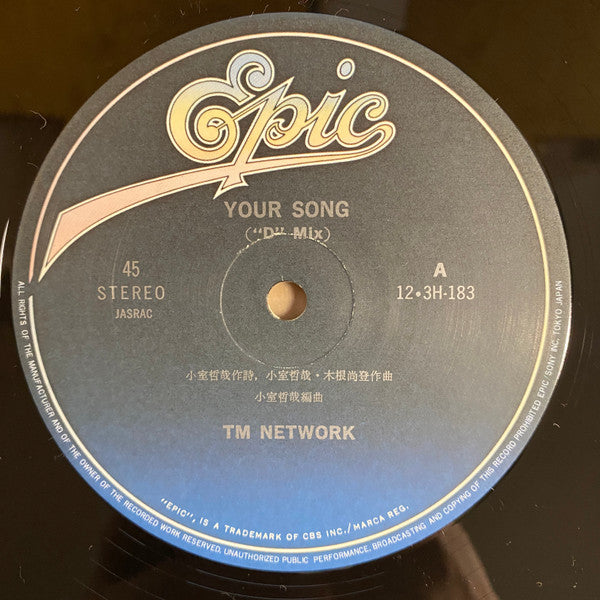 Epic
YOUR SONG
("D" Mix)
45
STEREO
JASRAC
A
12•3H-183
小室哲哉作詩, 小室哲哉・木根尚登作曲
小室哲哉編曲
TM NETWORK
"EPIC", IS A TRADEMARK OF CBS INC./MARCA REG.
ALL RIGHTS OF THE MANUFACTURER AND OF THE OWNER OF THE RECORDED WORK RESERVED. UNAUTHORIZED PUBLIC PERFORMANCE, BROADCASTING AND COPYING OF THIS RECORD PROHIBITED EPIC/SONY INC. TOKYO JAPAN